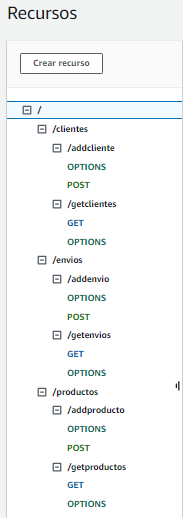 Recursos
Crear recurso
/
/clientes
/addcliente
OPTIONS
POST
/getclientes
GET
OPTIONS
/envios
/addenvio
OPTIONS
POST
/getenvios
GET
OPTIONS
/productos
/addproducto
OPTIONS
POST
/getproductos
GET
OPTIONS